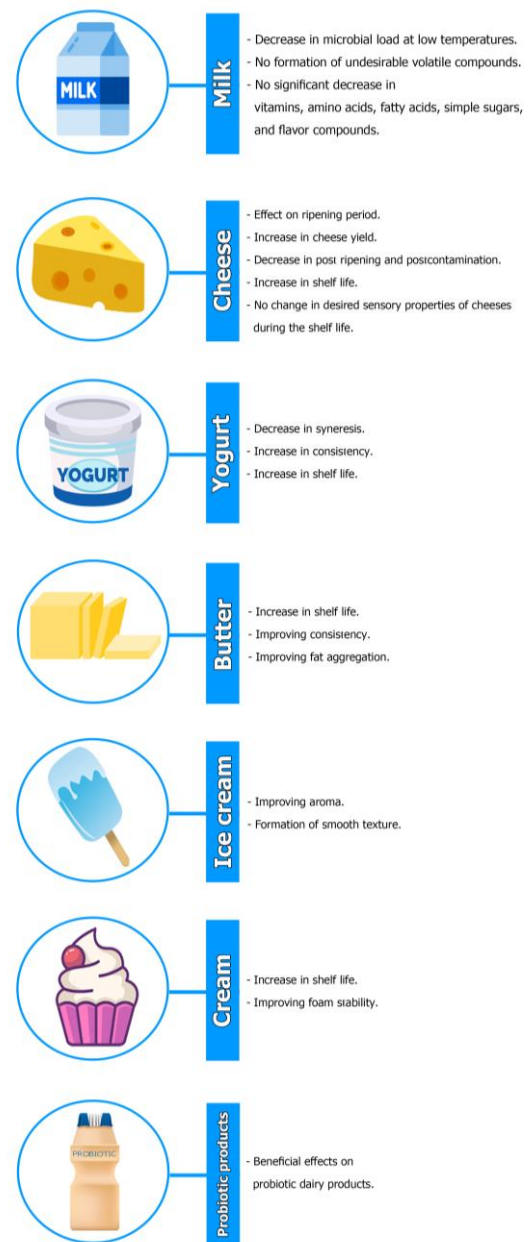 MILK
Milk
- Decrease in microbial load at low temperatures.
- No formation of undesirable volatile compounds.
- No significant decrease in
vitamins, amino acids, fatty acids, simple sugars,
and flavor compounds.
Cheese
- Effect on ripening period.
- Increase in cheese yield.
- Decrease in post ripening and postcontamination.
- Increase in shelf life.
- No change in desired sensory properties of cheeses
during the shelf life.
YOGURT
Yogurt
- Decrease in syneresis.
- Increase in consistency.
- Increase in shelf life.
Butter
- Increase in shelf life.
- Improving consistency.
- Improving fat aggregation.
Ice cream
- Improving aroma.
- Formation of smooth texture.
Cream
- Increase in shelf life.
- Improving foam stability.
PROBIOTIC
Probiotic products
- Beneficial effects on
probiotic dairy products.